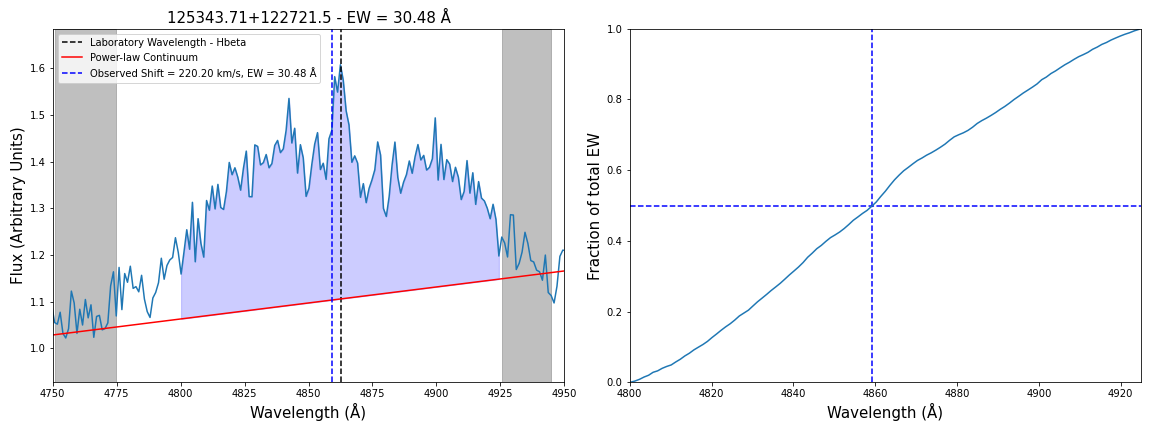 125343.71+122721.5 - EW = 30.48 Å
Laboratory Wavelength - Hbeta
Power-law Continuum
Observed Shift = 220.20 km/s, EW = 30.48 Å
Flux (Arbitrary Units)
1.6
1.5
1.4
1.3
1.2
1.1
1.0
4750 4775 4800 4825 4850 4875 4900 4925 4950
Wavelength (Å)
Fraction of total EW
1.0
0.8
0.6
0.4
0.2
0.0
4800 4820 4840 4860 4880 4900 4920
Wavelength (Å)